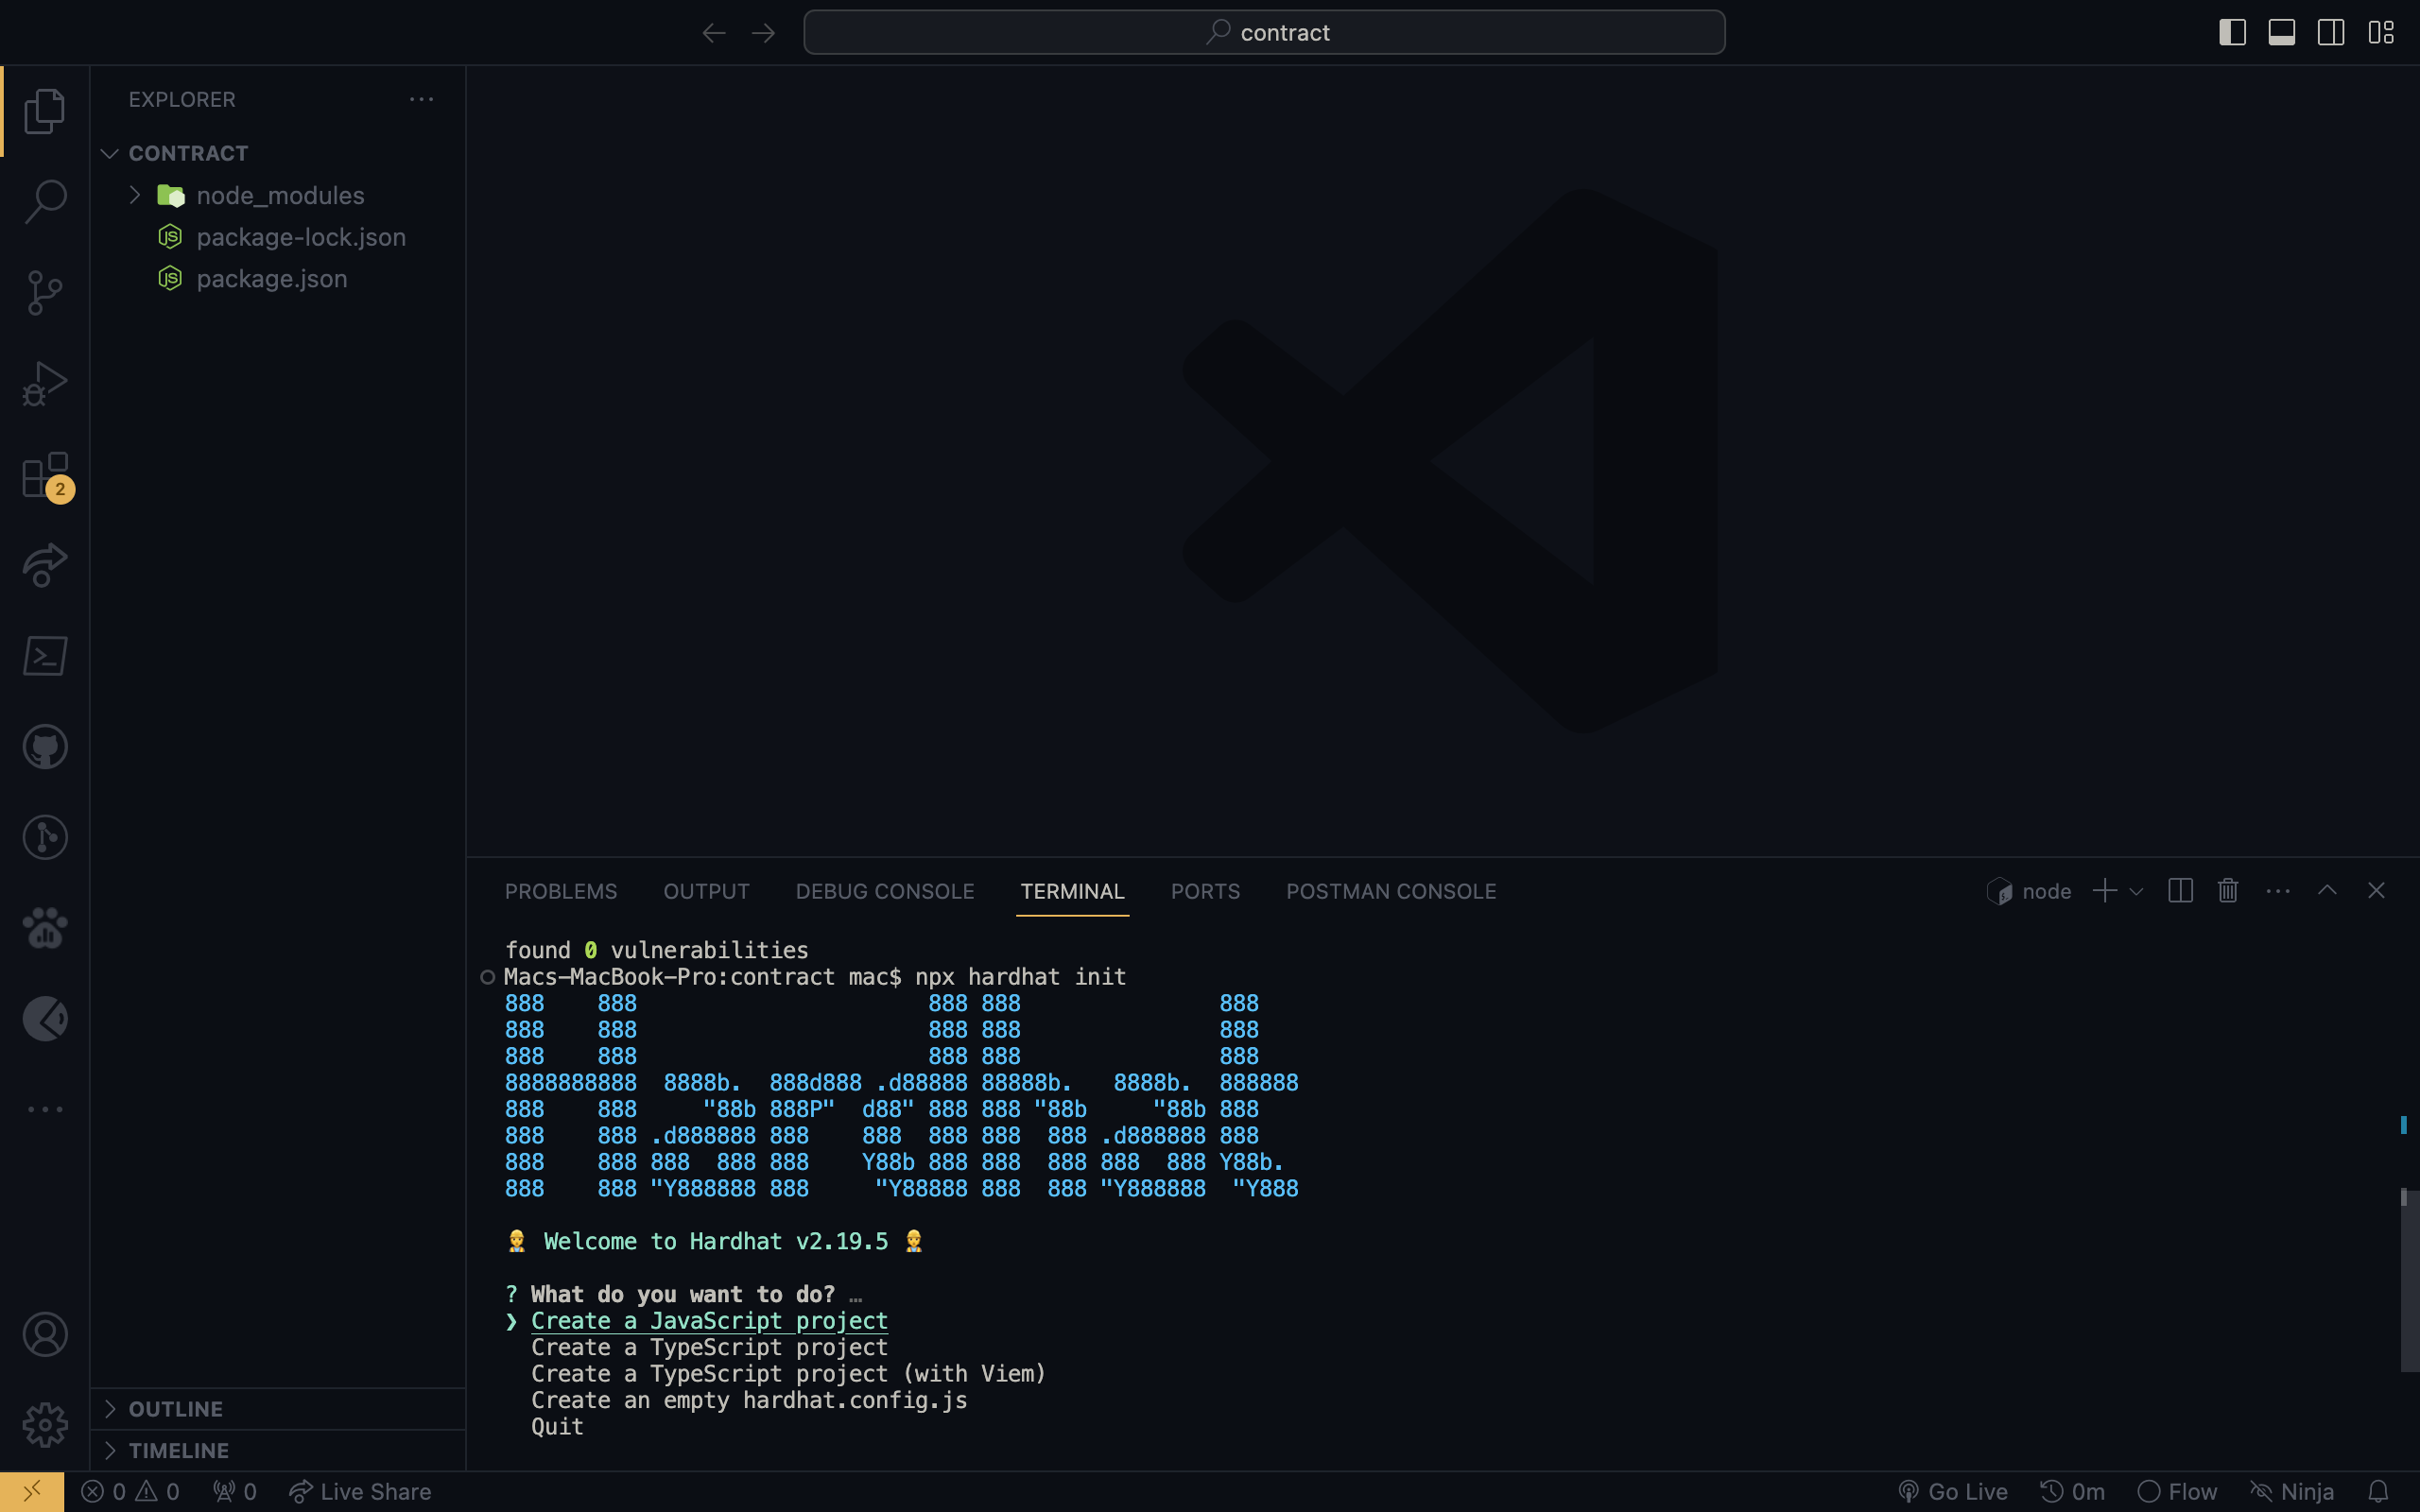 contract
EXPLORER
CONTRACT
node_modules
package-lock.json
package.json
2
OUTLINE
TIMELINE
PROBLEMS OUTPUT DEBUG CONSOLE TERMINAL PORTS POSTMAN CONSOLE
node
found 0 vulnerabilities
Macs-MacBook-Pro:contract mac$ npx hardhat init
888    888                      888 888               888
888    888                      888 888               888
888    888                      888 888               888
8888888888  8888b.  888d888 .d88888 88888b.   8888b.  888888
888    888     "88b 888P"  d88" 888 888 "88b     "88b 888
888    888 .d888888 888    888  888 888  888 .d888888 888
888    888 888  888 888    Y88b 888 888  888 888  888 Y88b.
888    888 "Y888888 888     "Y88888 888  888 "Y888888  "Y888
👷 Welcome to Hardhat v2.19.5 👷
? What do you want to do? …
❯ Create a JavaScript project
Create a TypeScript project
Create a TypeScript project (with Viem)
Create an empty hardhat.config.js
Quit
0 0 0 Live Share
Go Live 0m Flow Ninja